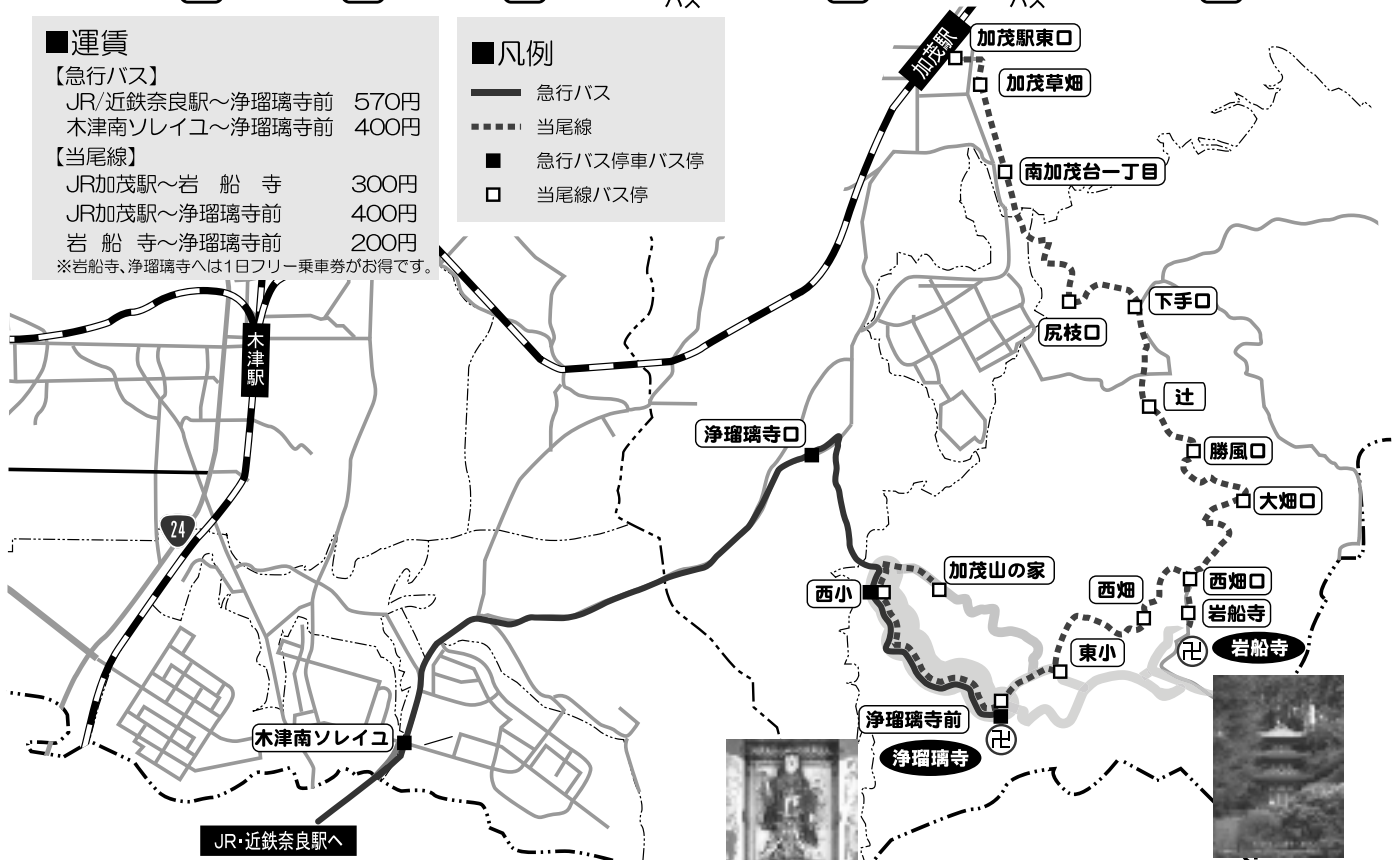 バス
バス
■運賃
【急行バス】
JR/近鉄奈良駅〜浄瑠璃寺前 570円
木津南ソレイユ〜浄瑠璃寺前 400円
【当尾線】
JR加茂駅〜岩 船 寺 300円
JR加茂駅〜浄瑠璃寺前 400円
岩 船 寺〜浄瑠璃寺前 200円
※岩船寺、浄瑠璃寺へは1日フリー乗車券がお得です。
■凡例
急行バス
当尾線
急行バス停車バス停
当尾線バス停
加茂駅
加茂駅東口
加茂草畑
南加茂台一丁目
尻枝口
下手口
辻
勝風口
大畑口
木津駅
浄瑠璃寺口
24
加茂山の家
西小
西畑
西畑口
岩船寺
岩船寺
東小
浄瑠璃寺前
浄瑠璃寺
木津南ソレイユ
JR・近鉄奈良駅へ